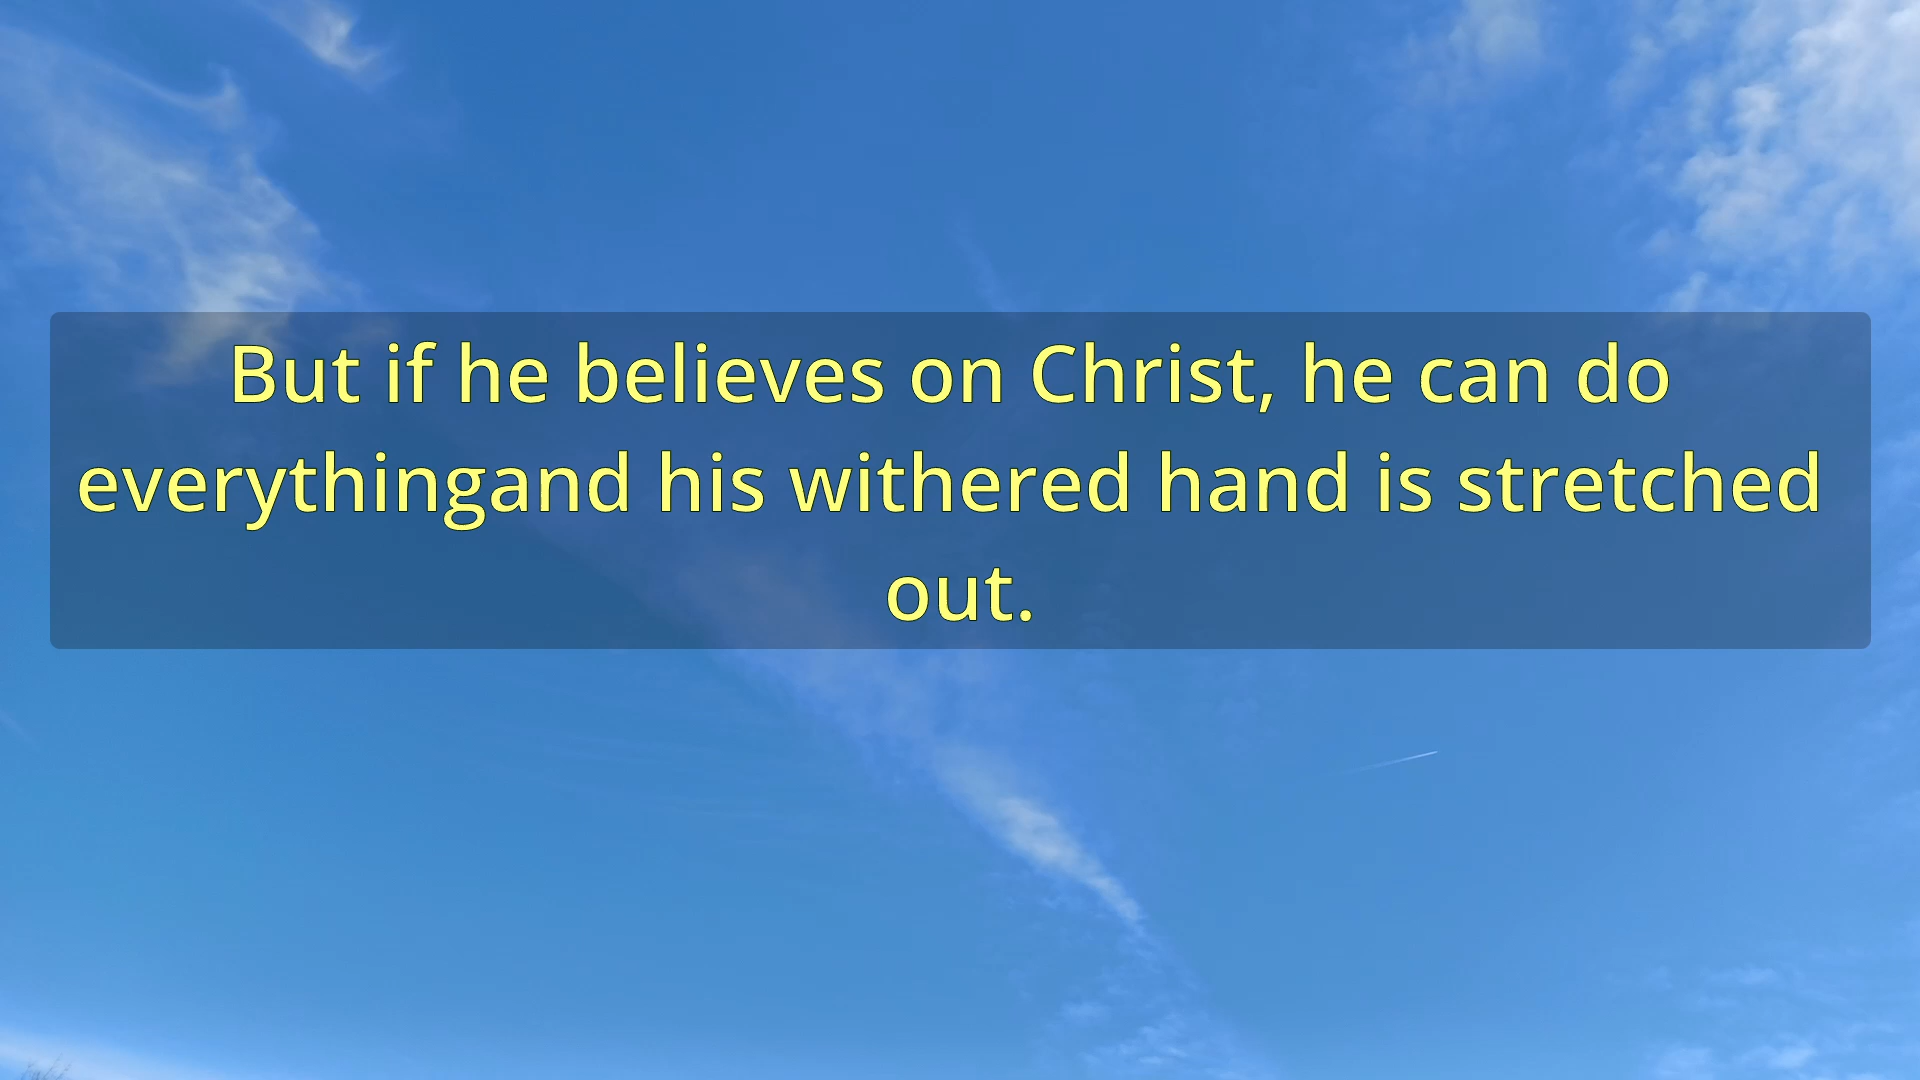 But if he believes on Christ, he can do
everythingand his withered hand is stretched
out.